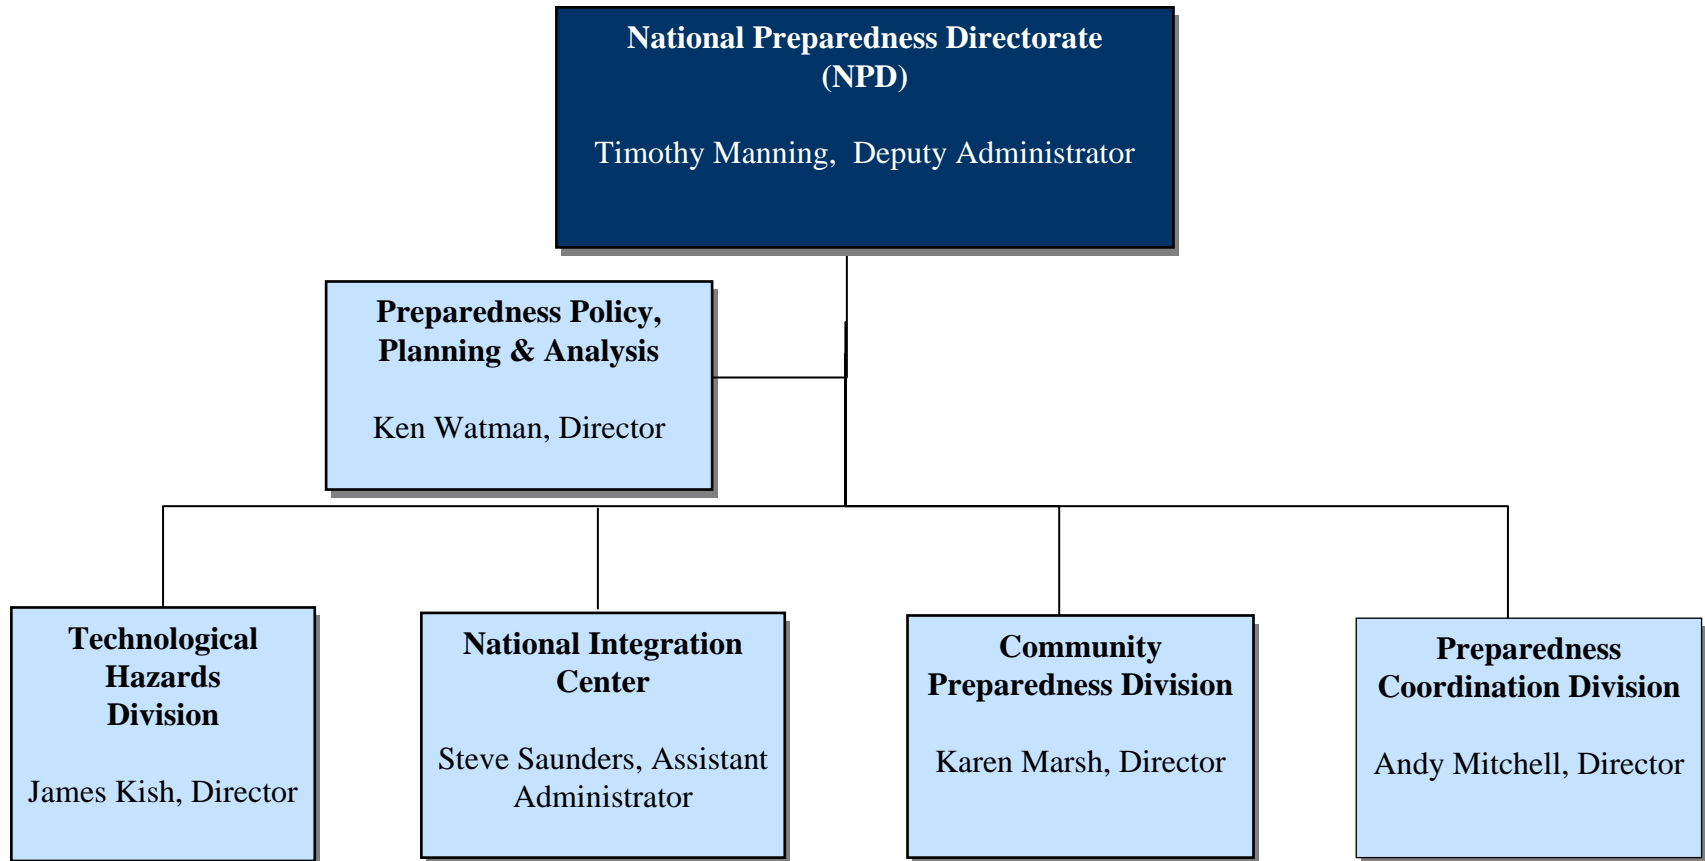 National Preparedness Directorate
(NPD)
Timothy Manning,  Deputy Administrator
Preparedness Policy,
Planning & Analysis
Ken Watman, Director
Technological
Hazards
Division
James Kish, Director
National Integration
Center
Steve Saunders, Assistant
Administrator
Community
Preparedness Division
Karen Marsh, Director
Preparedness
Coordination Division
Andy Mitchell, Director